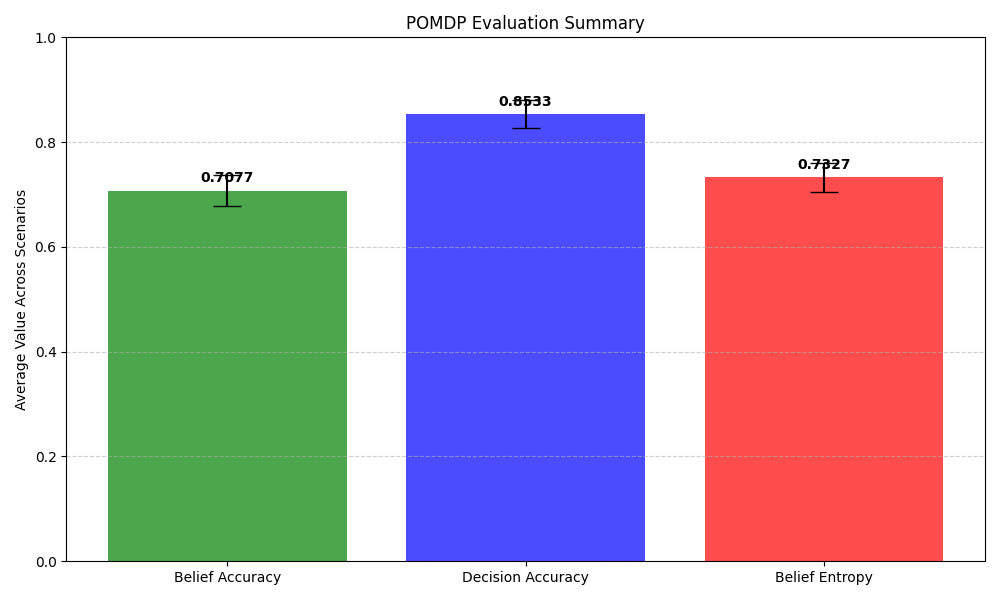 POMDP Evaluation Summary
Average Value Across Scenarios
1.0
0.8
0.6
0.4
0.2
0.0
0.7077
0.8533
0.7327
Belief Accuracy
Decision Accuracy
Belief Entropy